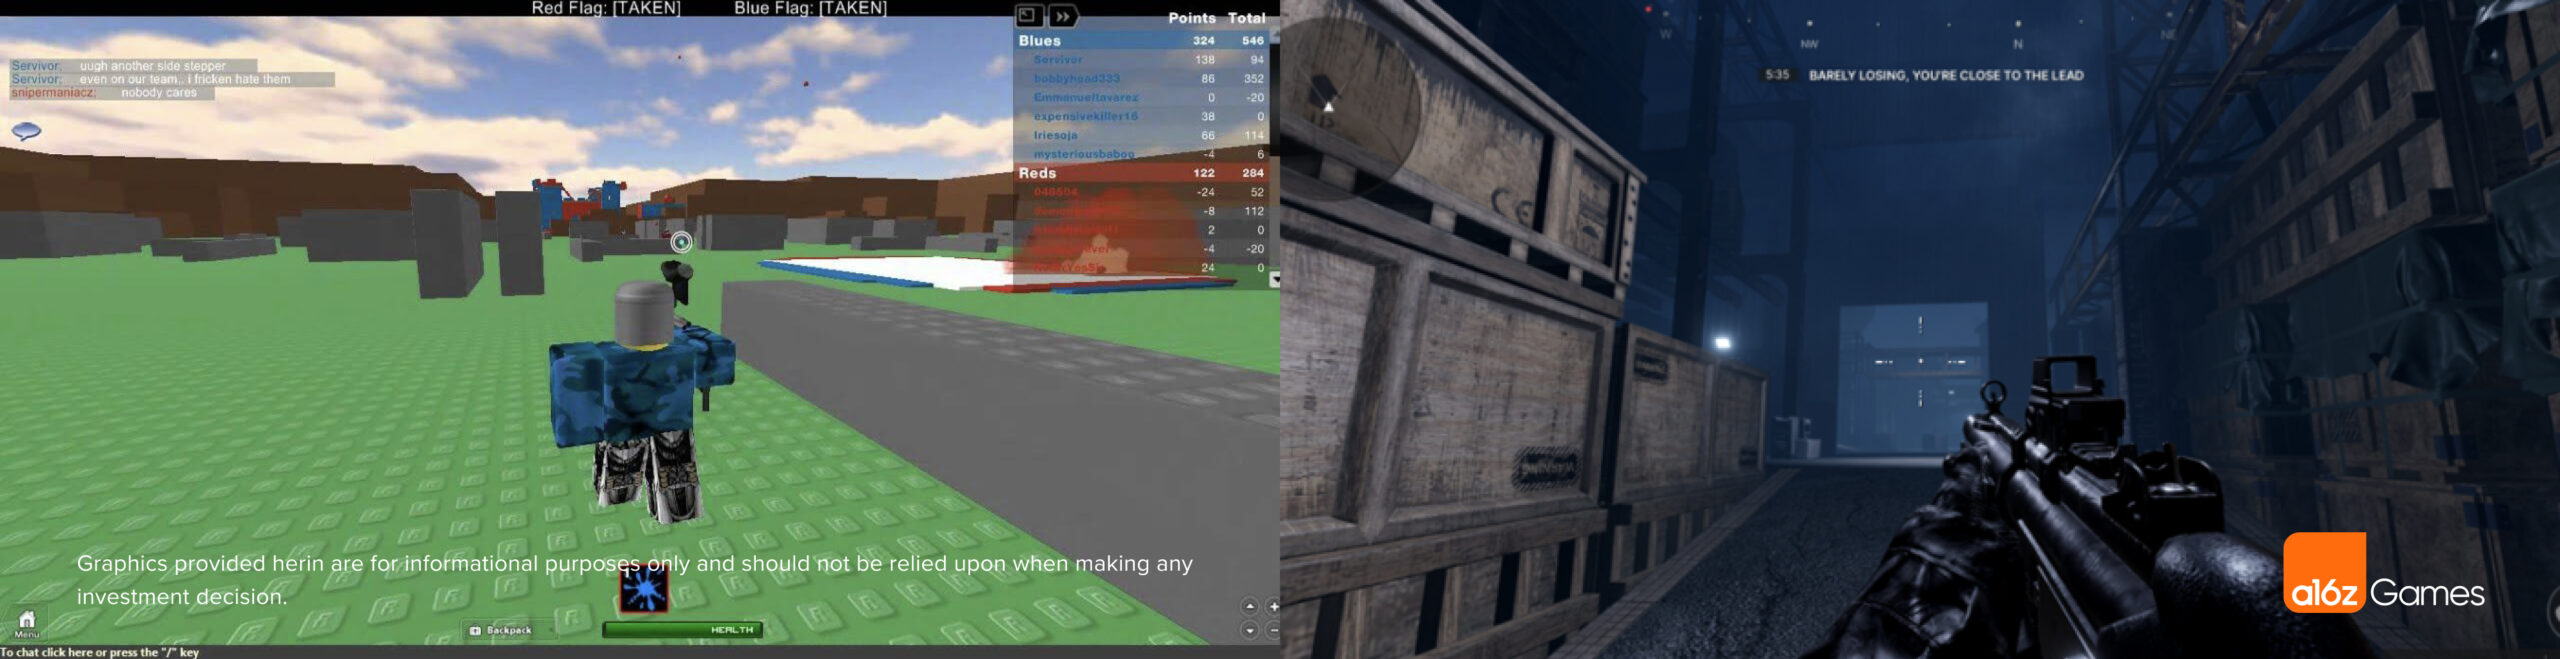 Red Flag: [TAKEN] Blue Flag: [TAKEN]
Servivor: uugh another side stepper
Servivor: even on our team.. i fricken hate them
snipermaniacz: nobody cares
Points Total
Blues 324 546
Servivor 138 94
bobbyhead333 86 352
Emmanueltavarez 0 -20
expensivekiller16 38 0
Iriesoja 66 114
mysteriousbabog -4 6
Reds 122 284
048504 -24 52
-8 112
2 0
-4 -20
24 0
Graphics provided herin are for informational purposes only and should not be relied upon when making any
investment decision.
Menu
Backpack
HEALTH
To chat click here or press the "/" key
W NW N NE
5:35 BARELY LOSING, YOU'RE CLOSE TO THE LEAD
CE
WARNING
a16z Games